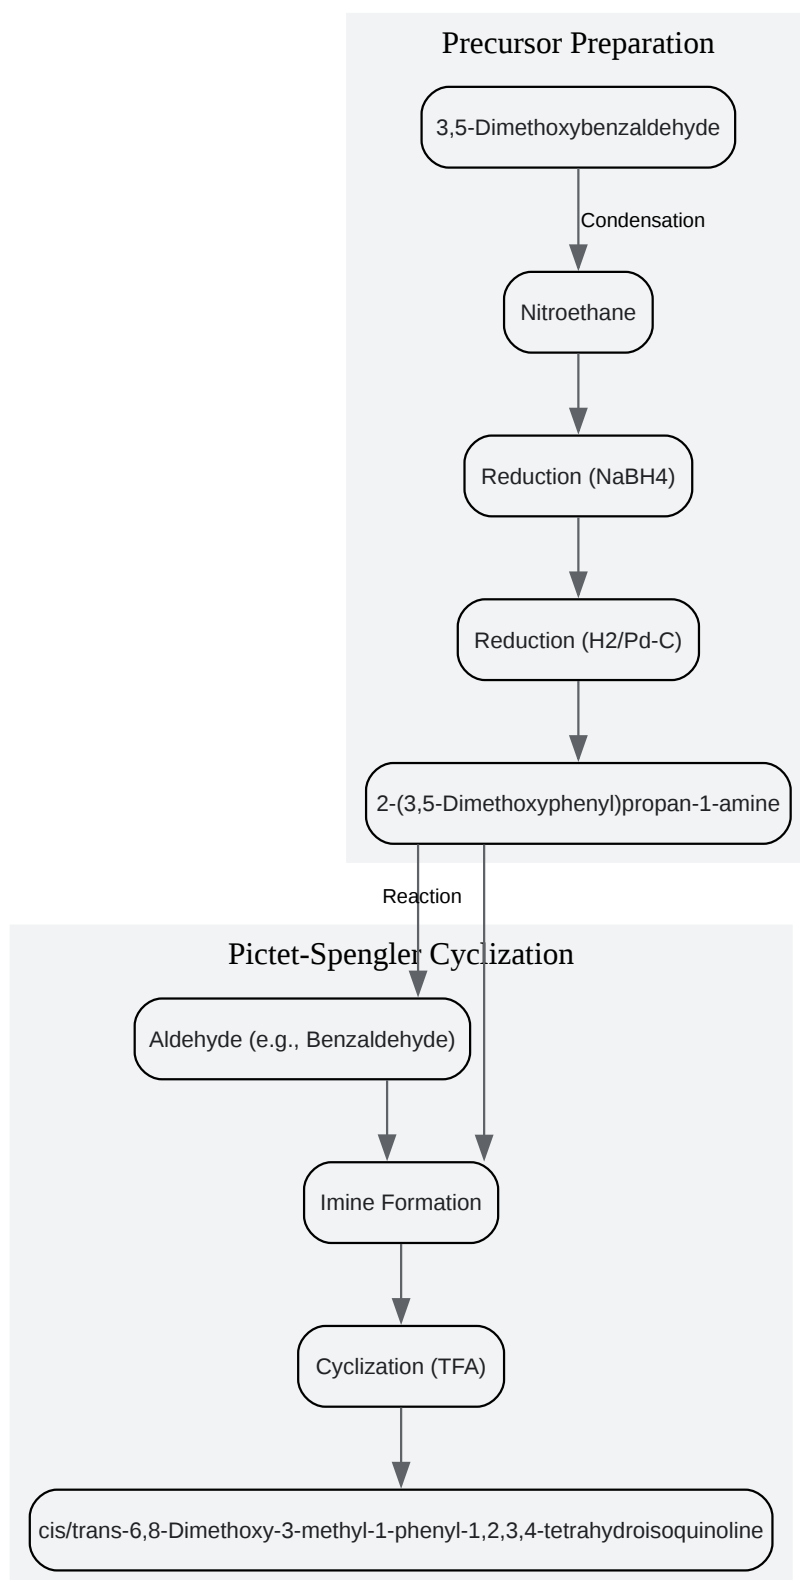 Precursor Preparation
3,5-Dimethoxybenzaldehyde
Condensation
Nitroethane
Reduction (NaBH4)
Reduction (H2/Pd-C)
2-(3,5-Dimethoxyphenyl)propan-1-amine
Reaction
Pictet-Spengler Cyclization
Aldehyde (e.g., Benzaldehyde)
Imine Formation
Cyclization (TFA)
cis/trans-6,8-Dimethoxy-3-methyl-1-phenyl-1,2,3,4-tetrahydroisoquinoline